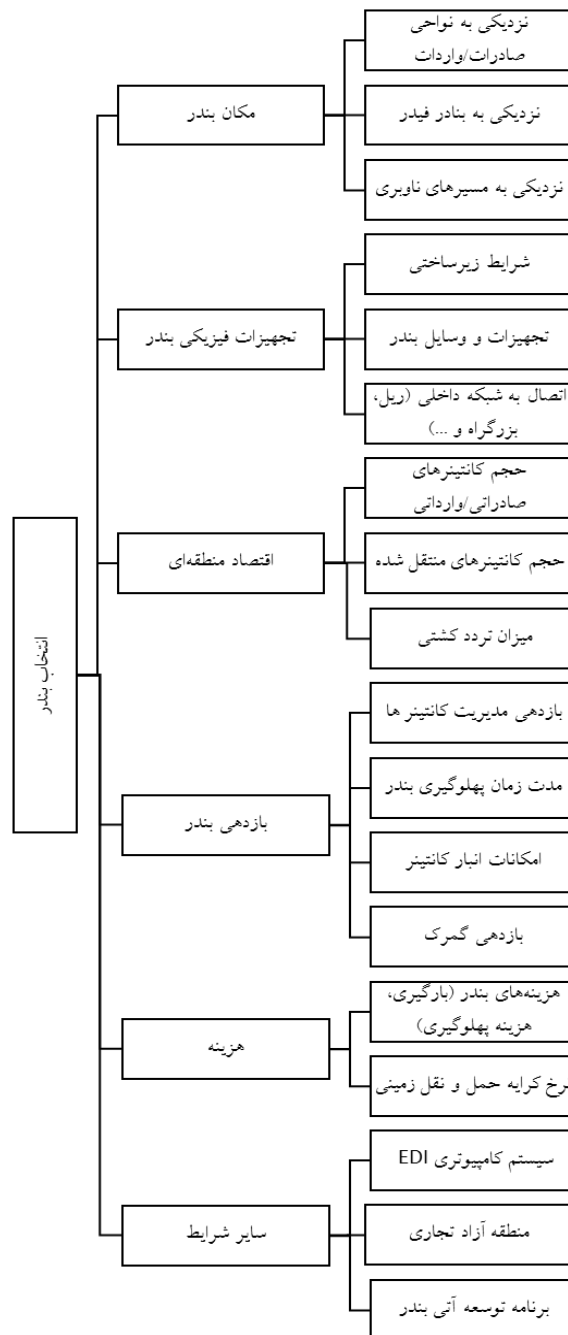 انتخاب بندر
مکان بندر
نزدیکی به نواحی
صادرات/واردات
نزدیکی به بنادر فیدر
نزدیکی به مسیرهای ناوبری
تجهیزات فیزیکی بندر
شرایط زیرساختی
تجهیزات و وسایل بندر
اتصال به شبکه داخلی (ریل،
بزرگراه و ...)
اقتصاد منطقه‌ای
حجم کانتینرهای
صادراتی/وارداتی
حجم کانتینرهای منتقل شده
میزان تردد کشتی
بازدهی بندر
بازدهی مدیریت کانتینر ها
مدت زمان پهلوگیری بندر
امکانات انبار کانتینر
بازدهی گمرک
هزینه
هزینه‌های بندر (بارگیری،
هزینه پهلوگیری)
نرخ کرایه حمل و نقل زمینی
سایر شرایط
سیستم کامپیوتری EDI
منطقه آزاد تجاری
برنامه توسعه آتی بندر